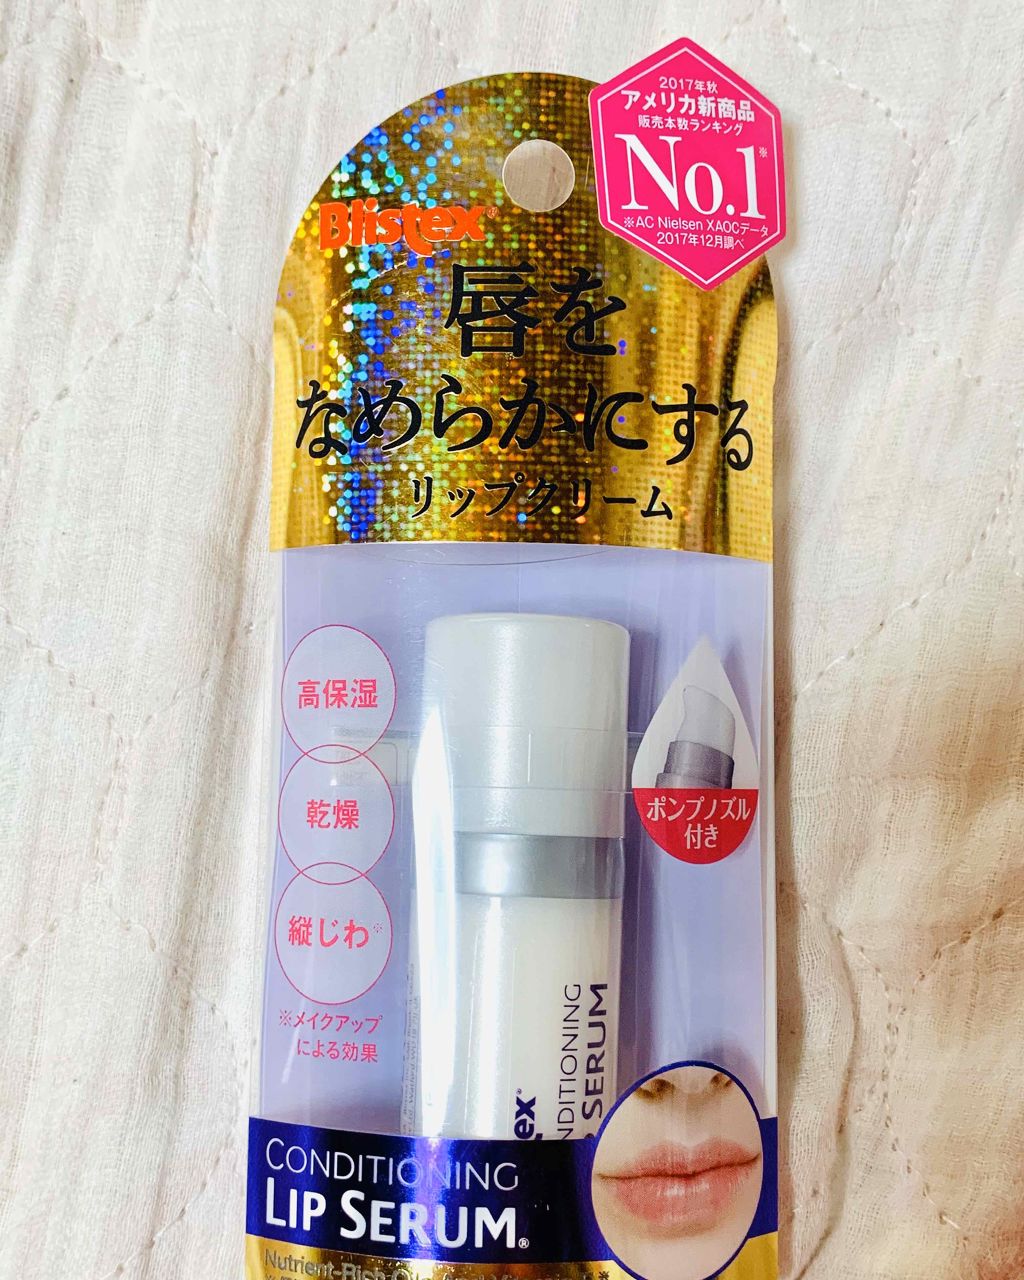 2017年秋
アメリカ新商品
販売本数ランキング
No.1※
※AC Nielsen XAOCデータ
2017年12月調べ
Blistex®
唇を
なめらかにする
リップクリーム
高保湿
乾燥
縦じわ※
※メイクアップ
による効果
ポンプノズル
付き
ex®
NDITIONING
SERUM
CONDITIONING
LIP SERUM®
Nutrient-Rich